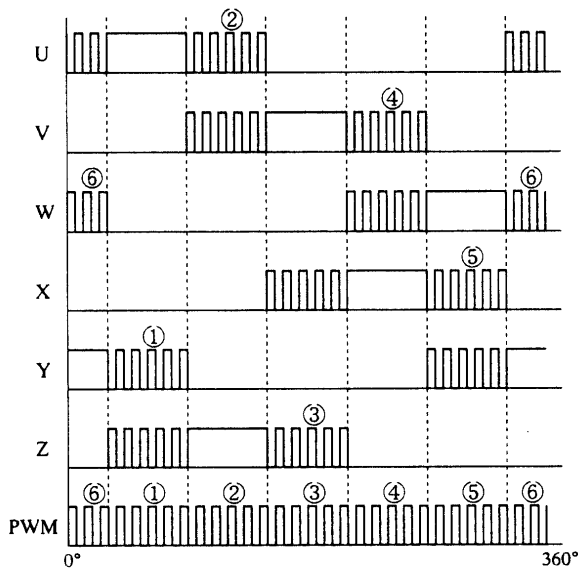 ②
U
④
V
⑥ ⑥
W
⑤
X
①
Y
③
Z
⑥ ① ② ③ ④ ⑤ ⑥
PWM
0° 360°